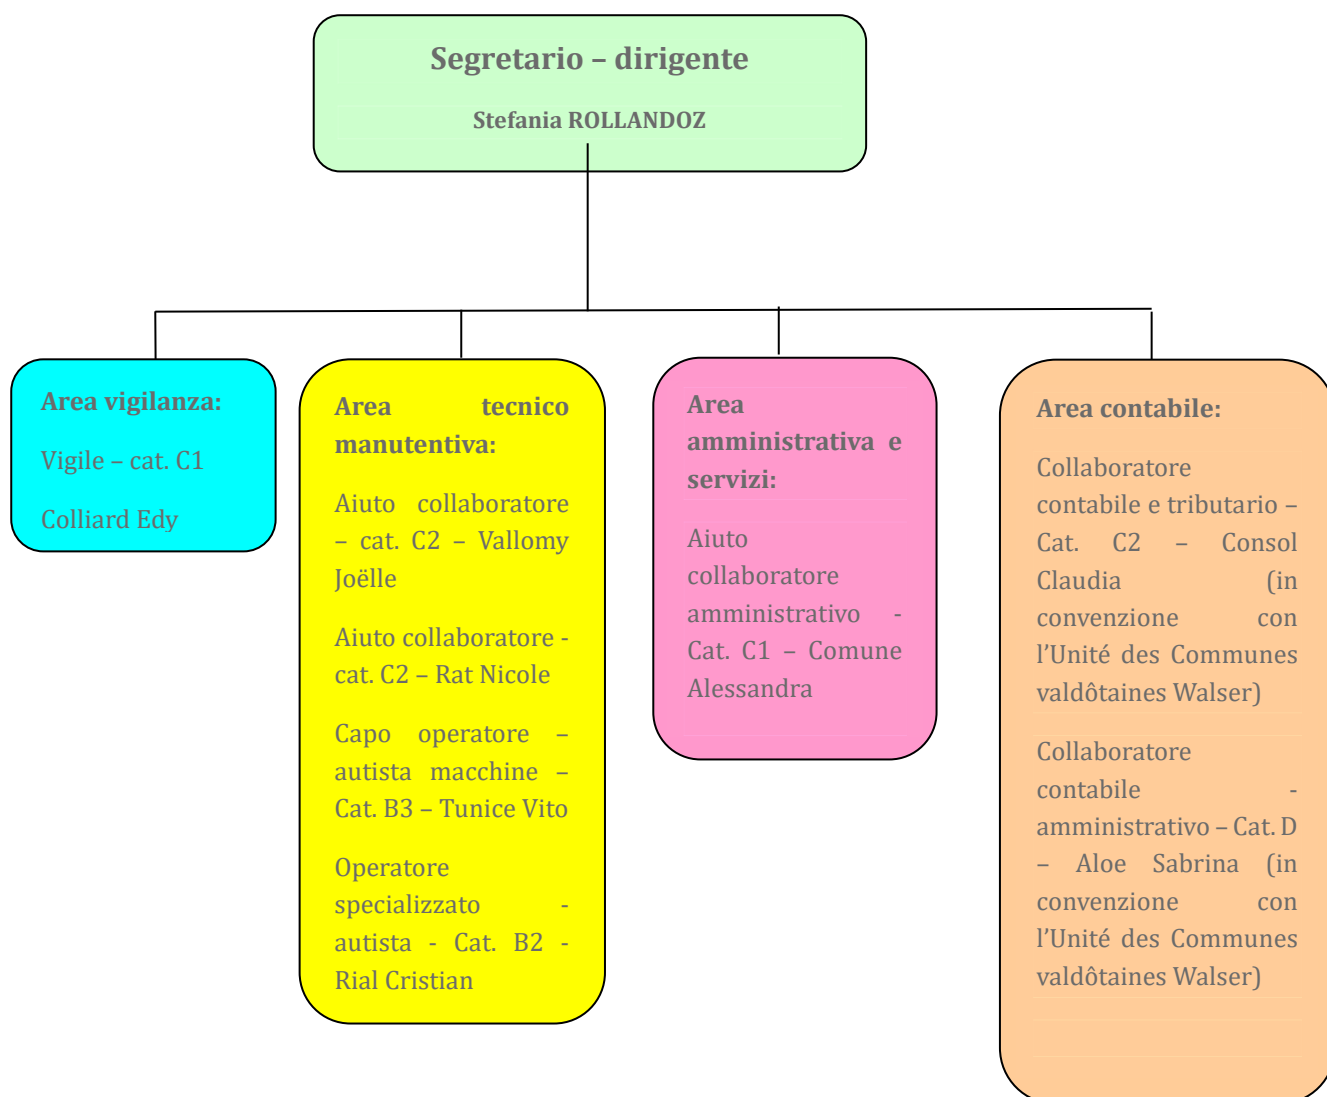 Segretario – dirigente
Stefania ROLLANDOZ
Area vigilanza:
Vigile – cat. C1
Colliard Edy
Area tecnico
manutentiva:
Aiuto collaboratore
– cat. C2 – Vallomy
Joëlle
Aiuto collaboratore -
cat. C2 – Rat Nicole
Capo operatore –
autista macchine –
Cat. B3 – Tunice Vito
Operatore
specializzato -
autista - Cat. B2 -
Rial Cristian
Area
amministrativa e
servizi:
Aiuto
collaboratore
amministrativo -
Cat. C1 – Comune
Alessandra
Area contabile:
Collaboratore
contabile e tributario –
Cat. C2 – Consol
Claudia (in
convenzione con
l’Unité des Communes
valdôtaines Walser)
Collaboratore
contabile -
amministrativo – Cat. D
– Aloe Sabrina (in
convenzione con
l’Unité des Communes
valdôtaines Walser)